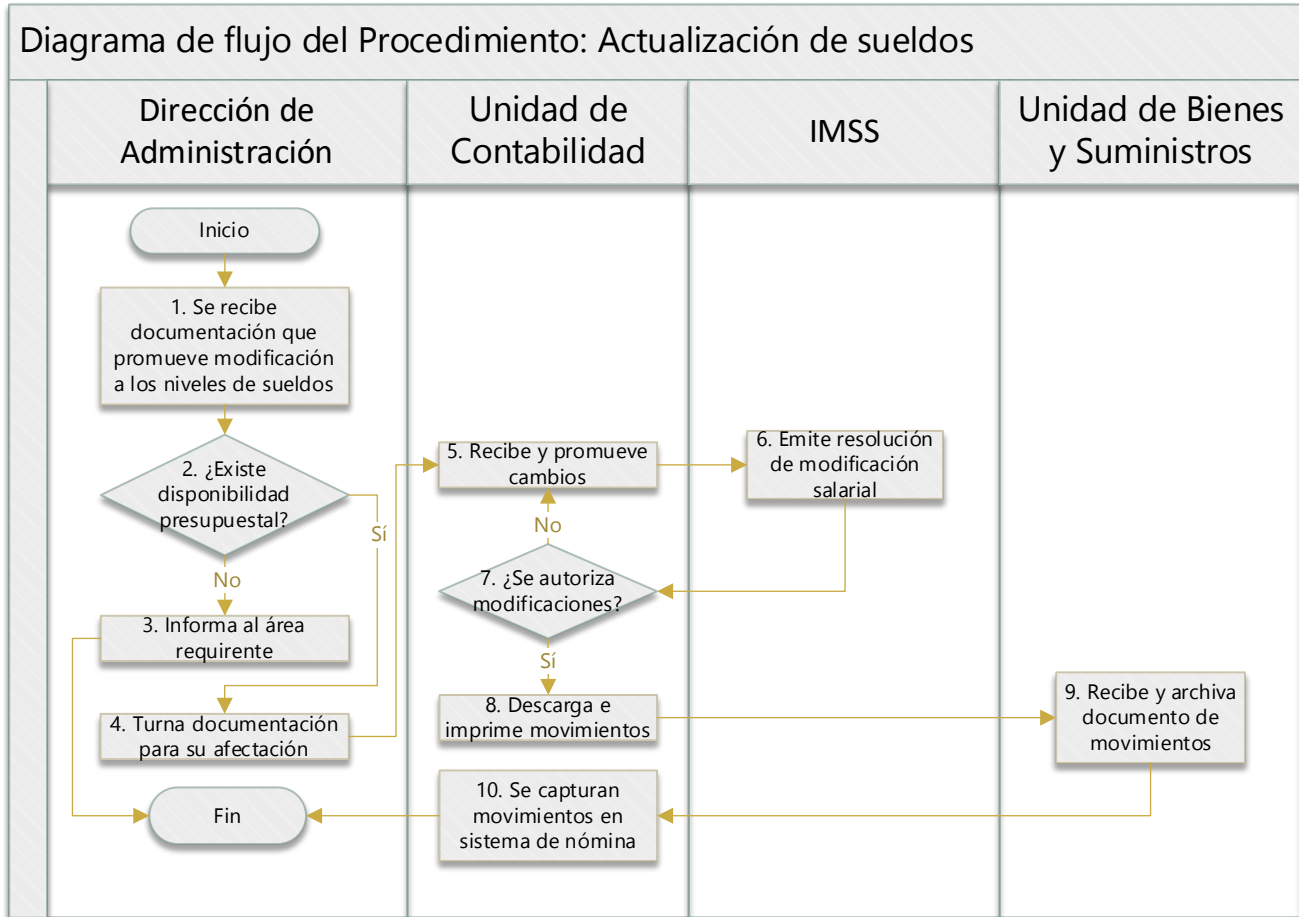 Diagrama de flujo del Procedimiento: Actualización de sueldos
Dirección de
Administración
Unidad de
Contabilidad
IMSS
Unidad de Bienes
y Suministros
Inicio
1. Se recibe
documentación que
promueve modificación
a los niveles de sueldos
2. ¿Existe
disponibilidad
presupuestal?
Sí
No
3. Informa al área
requirente
4. Turna documentación
para su afectación
Fin
5. Recibe y promueve
cambios
No
7. ¿Se autoriza
modificaciones?
Sí
8. Descarga e
imprime movimientos
10. Se capturan
movimientos en
sistema de nómina
6. Emite resolución
de modificación
salarial
9. Recibe y archiva
documento de
movimientos